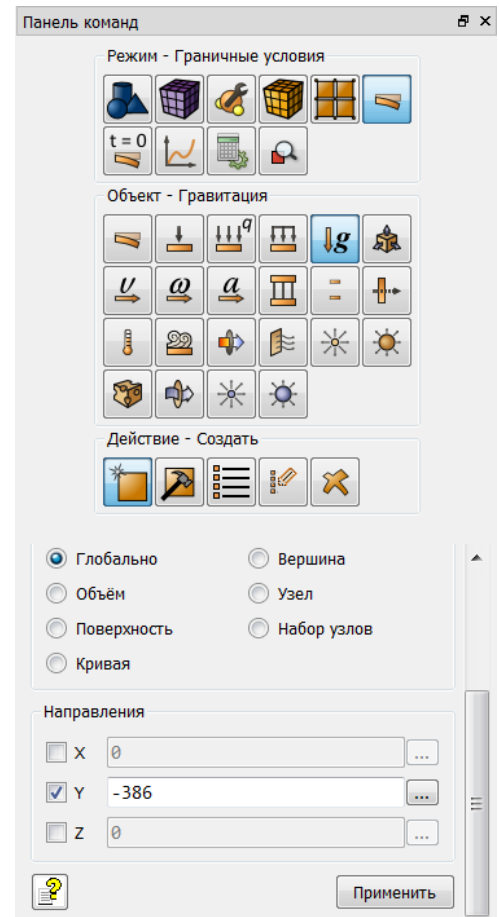 Панель команд
Режим - Граничные условия
t = 0
Объект - Гравитация
q
g
υ ω a
Действие - Создать
Глобально
Вершина
Объём
Узел
Поверхность
Набор узлов
Кривая
Направления
X 0 ...
Y -386 ...
Z 0 ...
? Применить